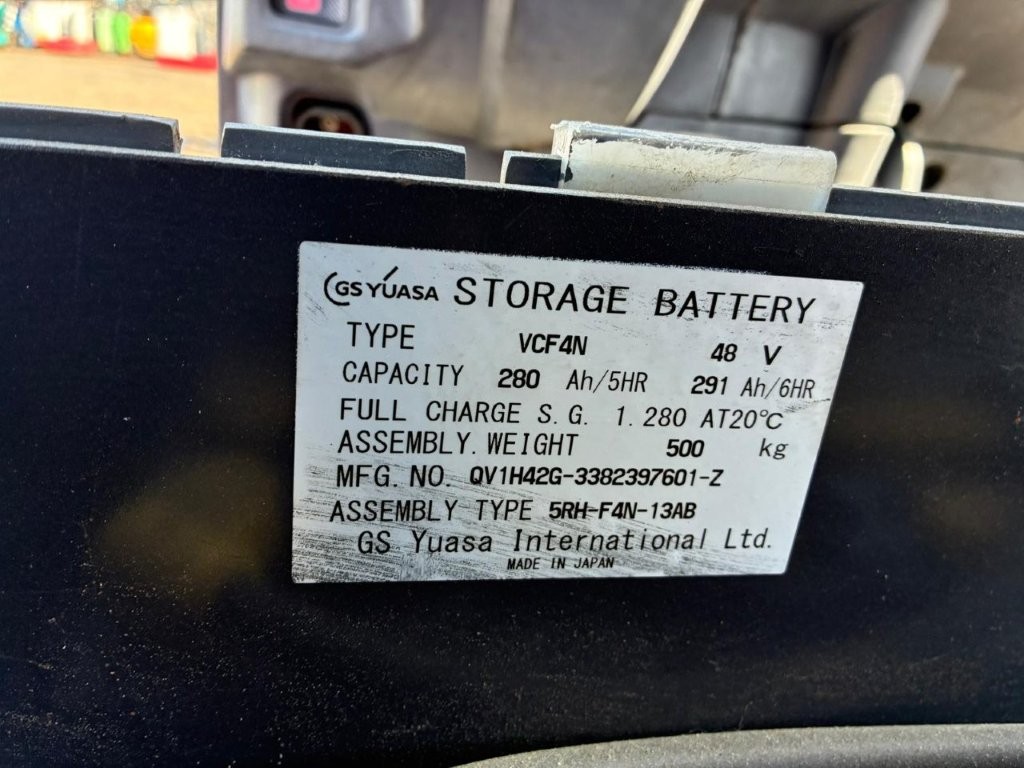 GS YUASA STORAGE BATTERY
TYPE VCF4N 48 V
CAPACITY 280 Ah/5HR 291 Ah/6HR
FULL CHARGE S.G. 1.280 AT20℃
ASSEMBLY.WEIGHT 500 kg
MFG.NO. QV1H42G-3382397601-Z
ASSEMBLY TYPE 5RH-F4N-13AB
GS Yuasa International Ltd.
MADE IN JAPAN